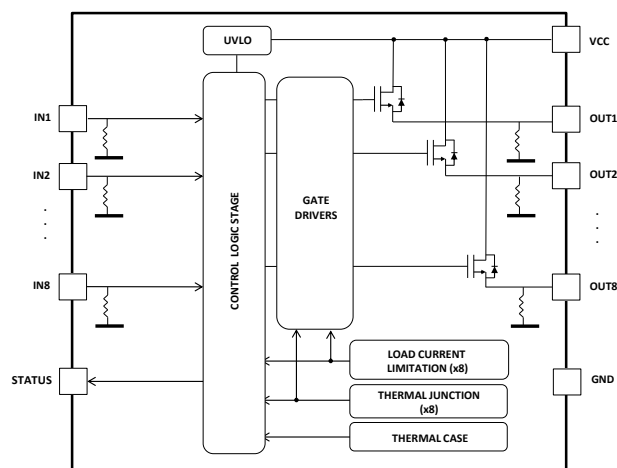 UVLO
VCC
IN1
OUT1
IN2
OUT2
.
.
.
.
.
.
CONTROL LOGIC STAGE
GATE
DRIVERS
IN8
OUT8
STATUS
LOAD CURRENT
LIMITATION (x8)
GND
THERMAL JUNCTION
(x8)
THERMAL CASE